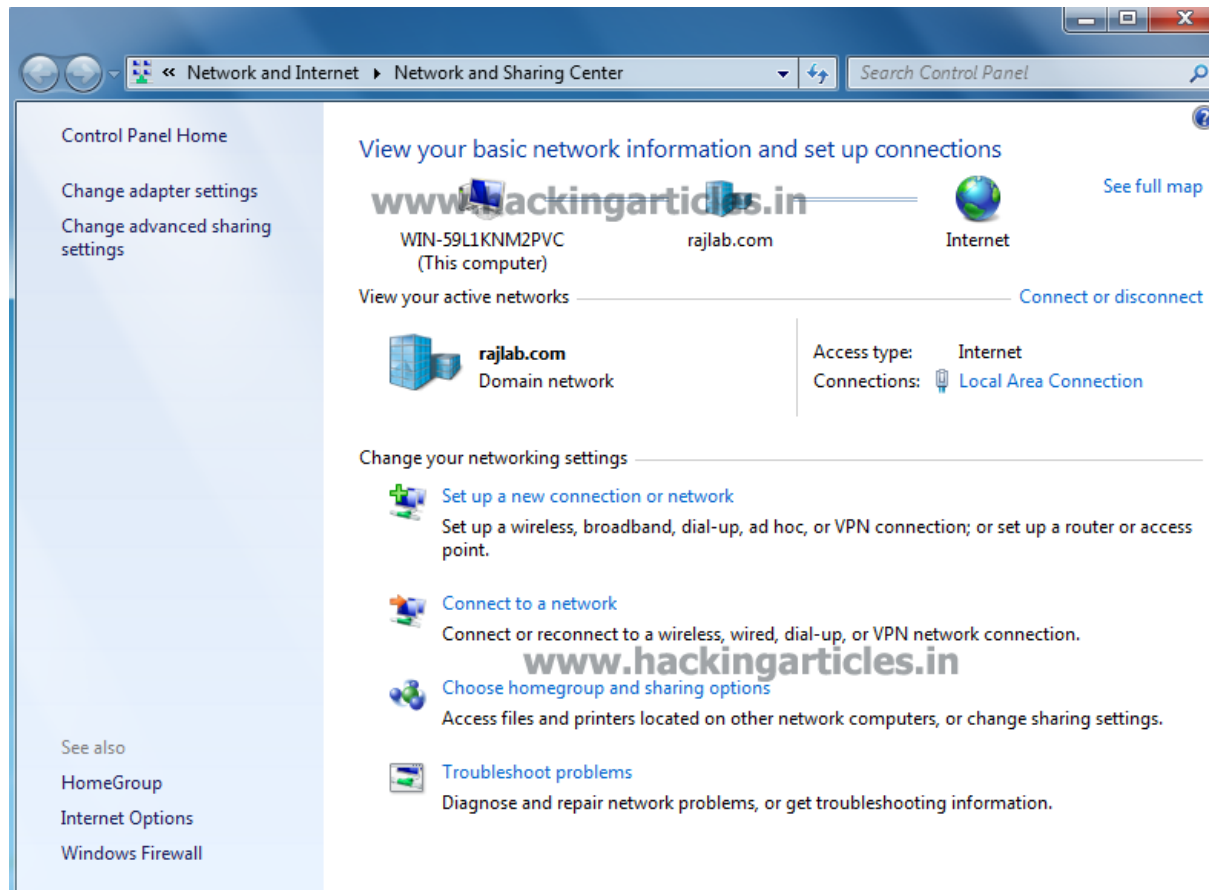 « Network and Internet ▸ Network and Sharing Center
Search Control Panel
Control Panel Home
Change adapter settings
Change advanced sharing
settings
See also
HomeGroup
Internet Options
Windows Firewall
View your basic network information and set up connections
See full map
www.hackingarticles.in
WIN-59L1KNM2PVC
(This computer)
rajlab.com
Internet
View your active networks
Connect or disconnect
rajlab.com
Domain network
Access type: Internet
Connections: Local Area Connection
Change your networking settings
Set up a new connection or network
Set up a wireless, broadband, dial-up, ad hoc, or VPN connection; or set up a router or access
point.
Connect to a network
Connect or reconnect to a wireless, wired, dial-up, or VPN network connection.
www.hackingarticles.in
Choose homegroup and sharing options
Access files and printers located on other network computers, or change sharing settings.
Troubleshoot problems
Diagnose and repair network problems, or get troubleshooting information.